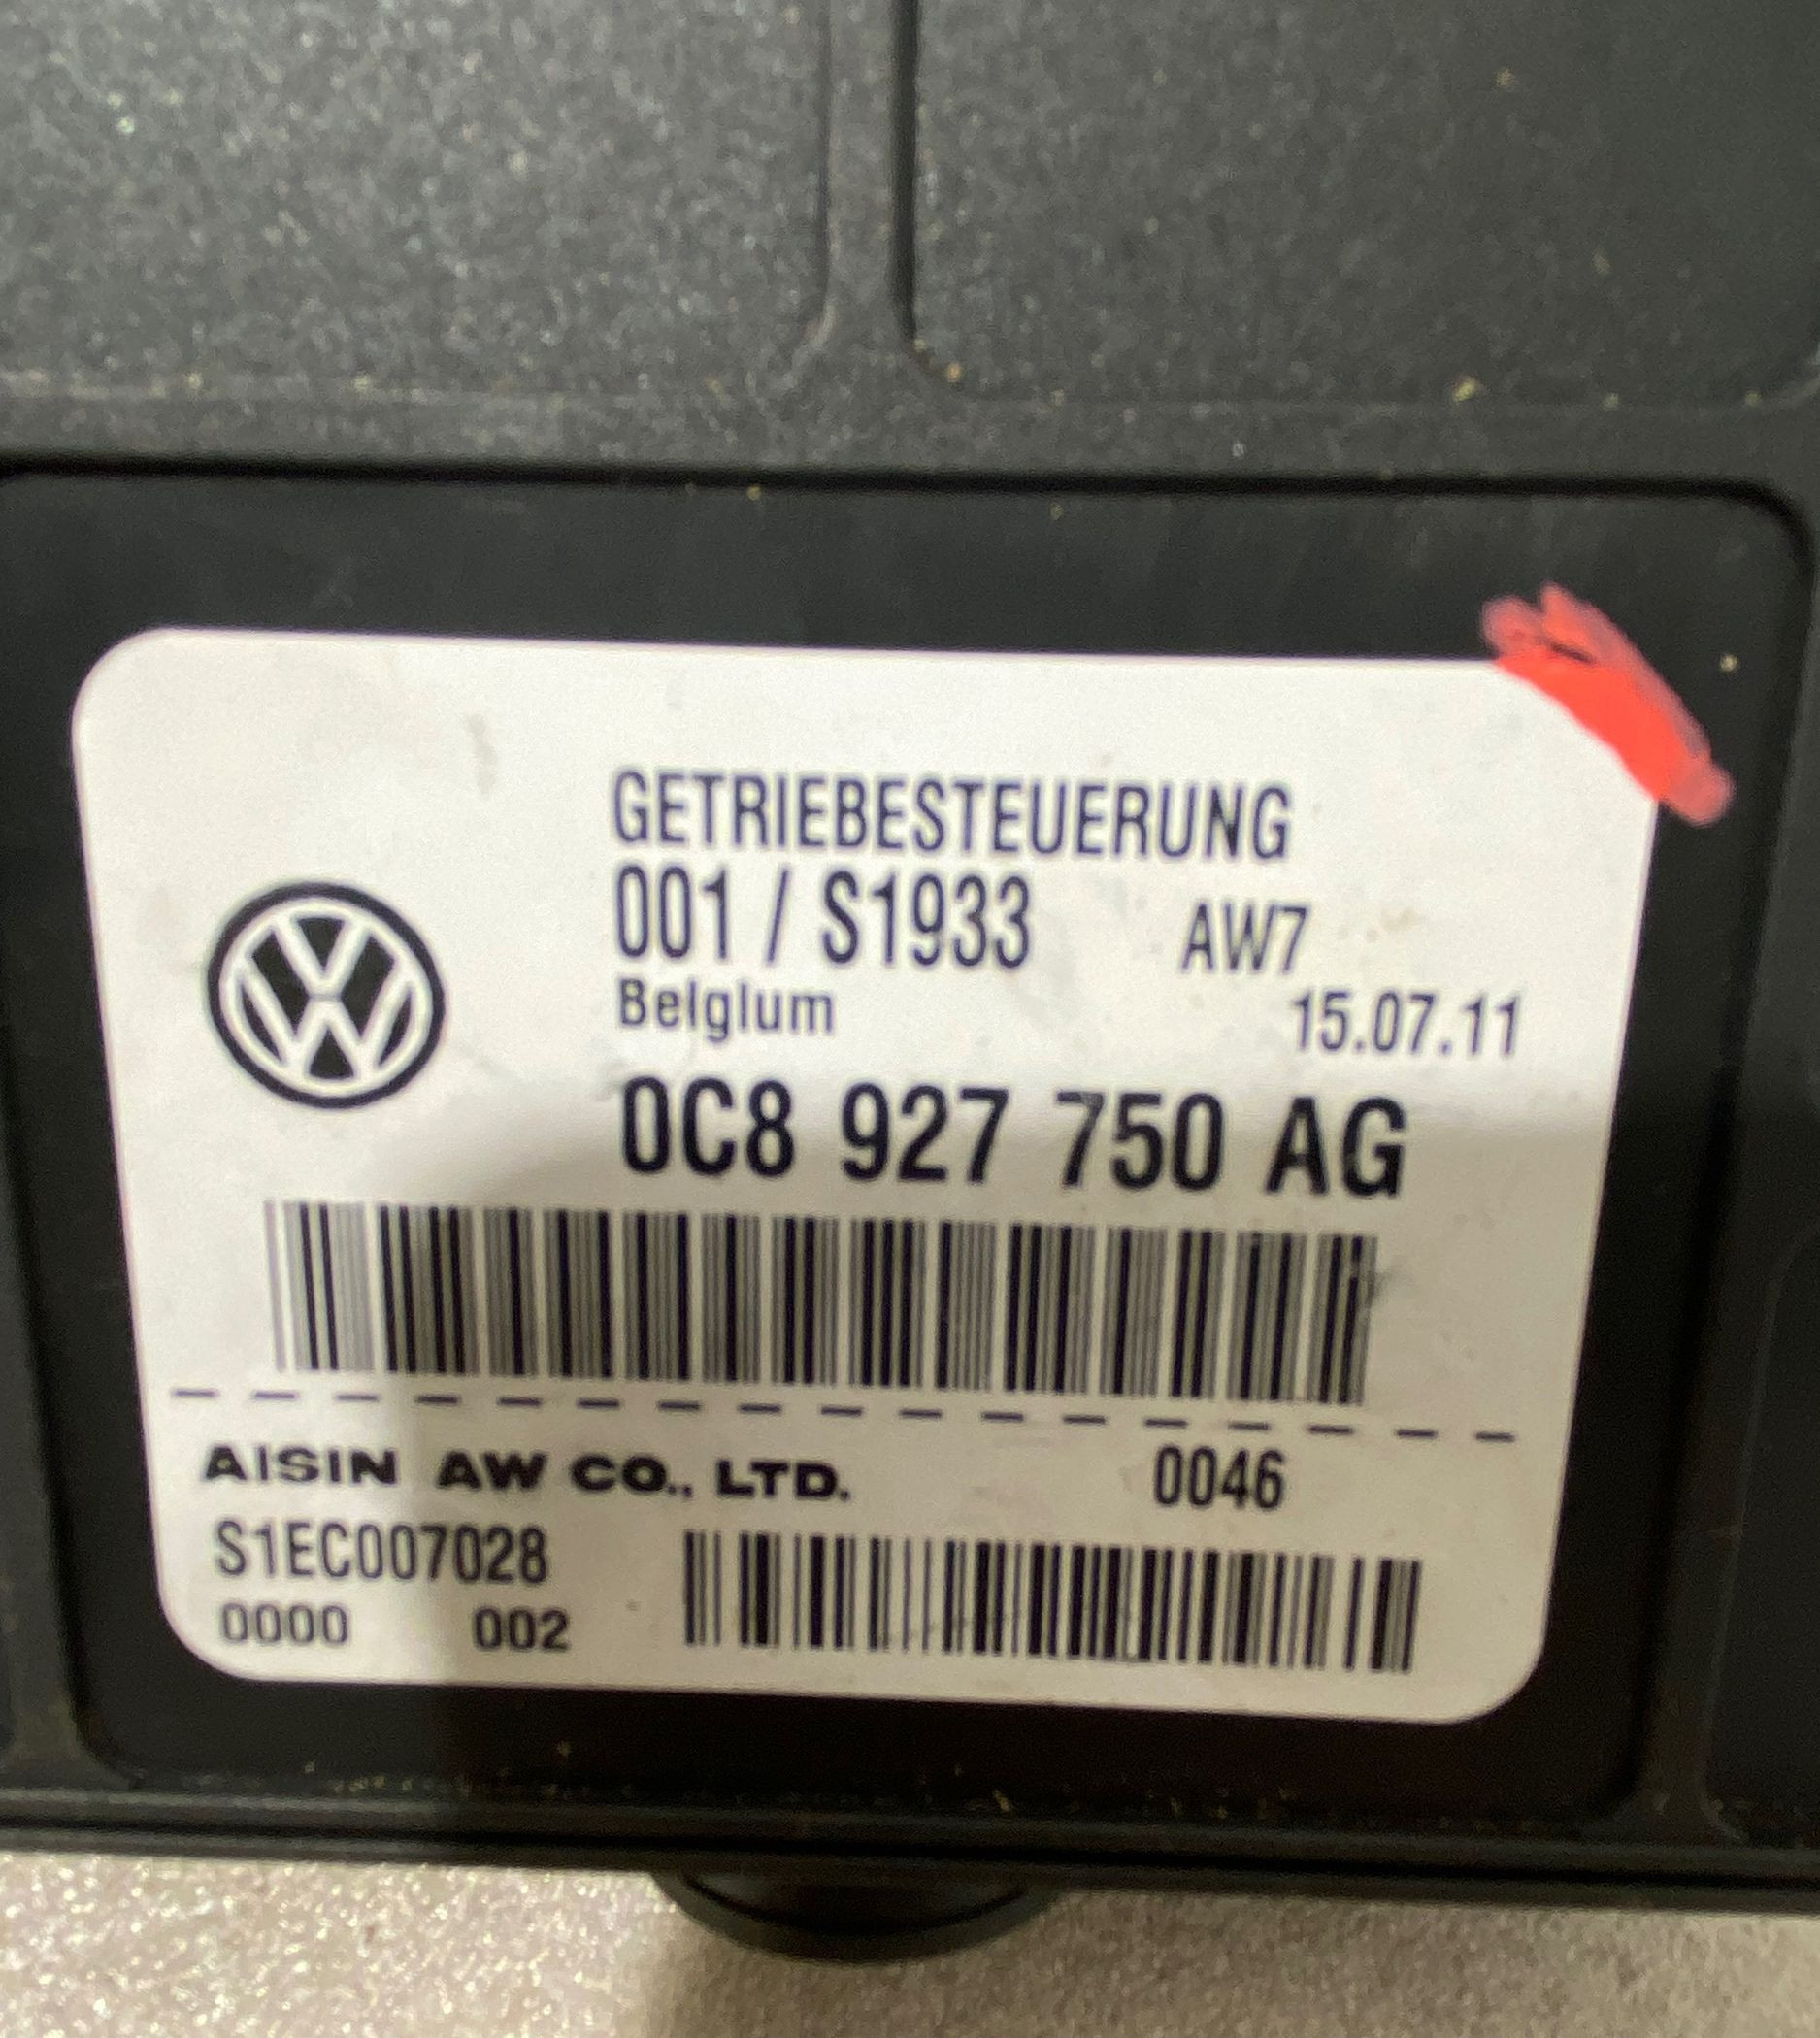 GETRIEBESTEUERUNG
001 / S1933 AW7
Belgium 15.07.11
0C8 927 750 AG
AISIN AW CO., LTD. 0046
S1EC007028
0000 002